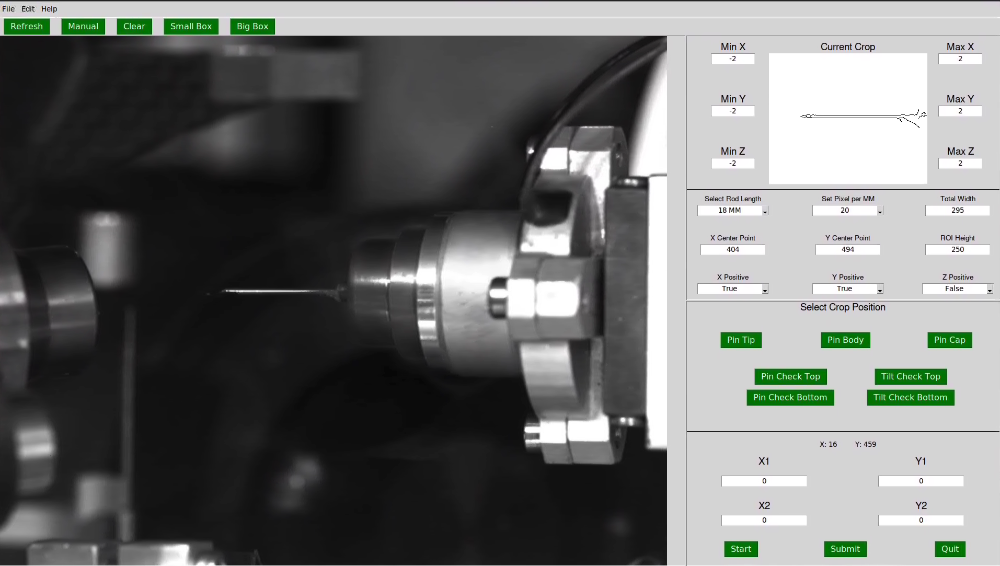 File Edit Help
Refresh Manual Clear Small Box Big Box
Min X Current Crop Max X
-2 2
Min Y Max Y
-2 2
Min Z Max Z
-2 2
Select Rod Length Set Pixel per MM Total Width
18 MM 20 295
X Center Point Y Center Point ROI Height
404 494 250
X Positive Y Positive Z Positive
True True False
Select Crop Position
Pin Tip Pin Body Pin Cap
Pin Check Top Tilt Check Top
Pin Check Bottom Tilt Check Bottom
X: 16 Y: 459
X1 Y1
0 0
X2 Y2
0 0
Start Submit Quit